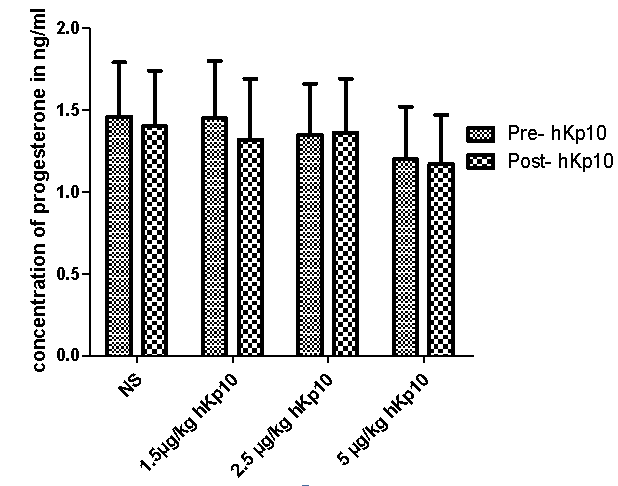 concentration of progesterone in ng/ml
2.0
1.5
1.0
0.5
0.0
NS
1.5µg/kg hKp10
2.5 µg/kg hKp10
5 µg/kg hKp10
Pre- hKp10
Post- hKp10